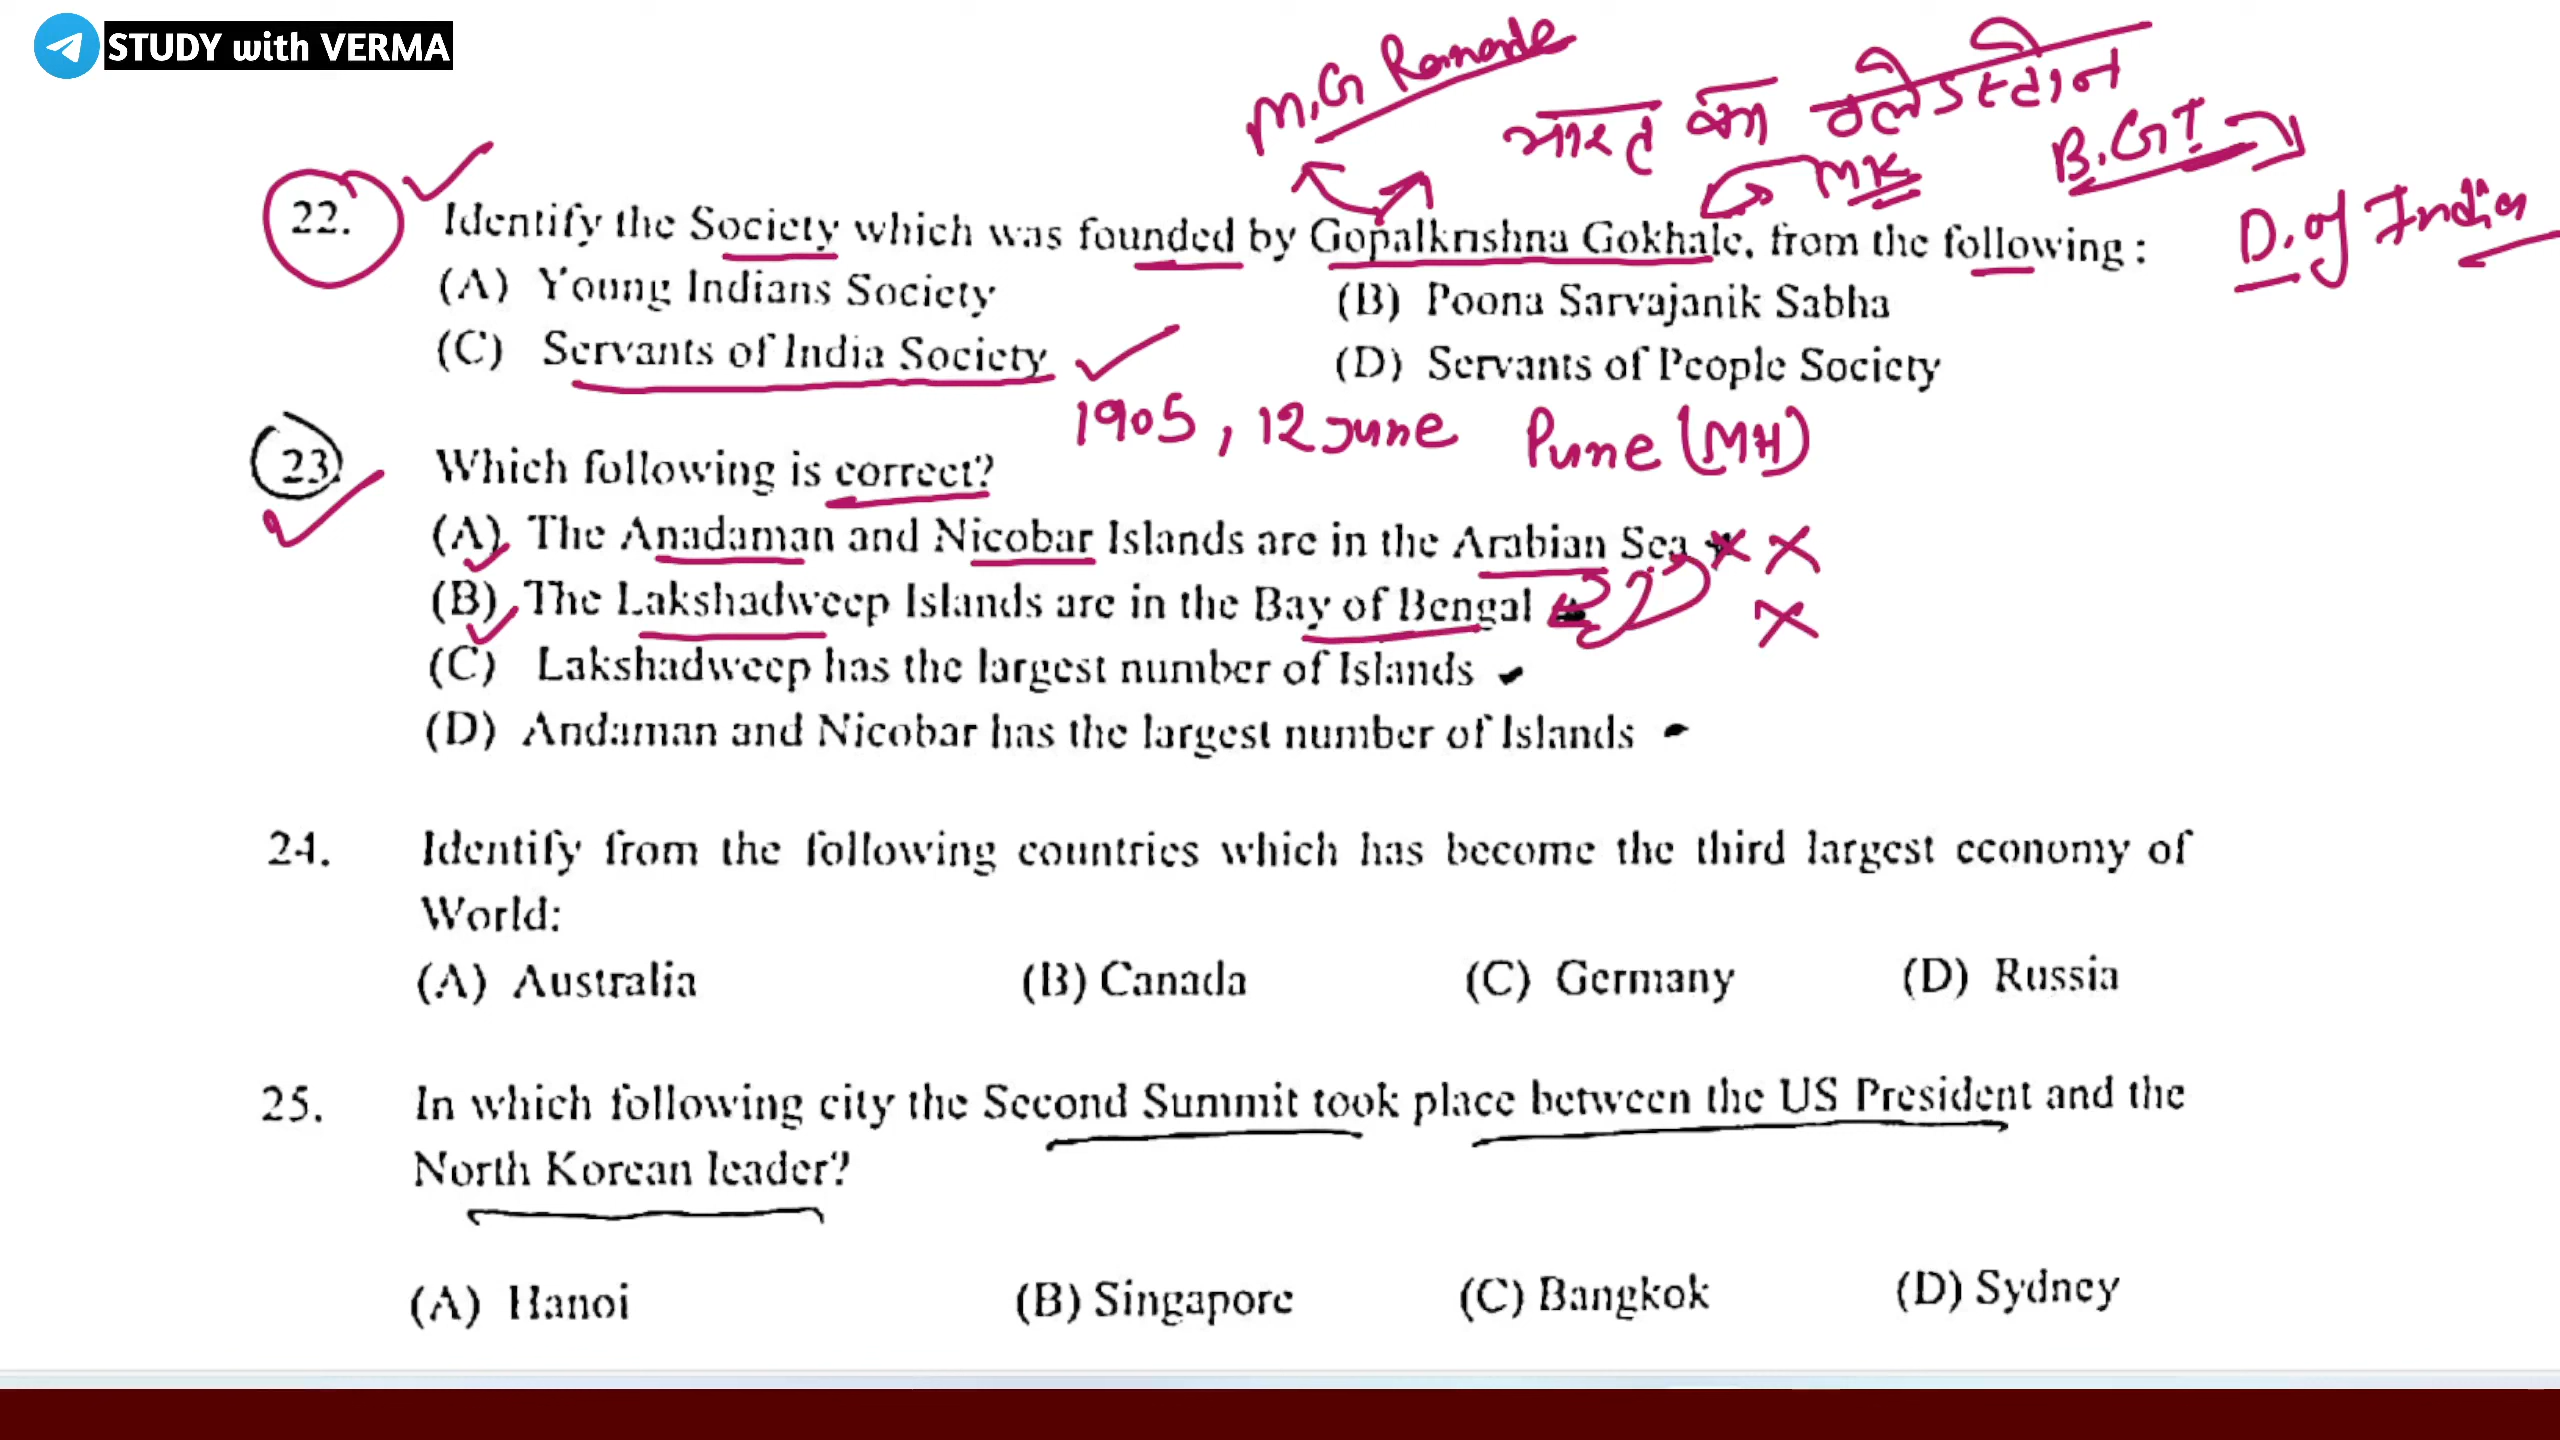 STUDY with VERMA
M.G Ranade
भारत का ग्लेडस्टोन
MK
B.G.T
D. of India
22. Identify the Society which was founded by Gopalkrishna Gokhale, from the following :
(A) Young Indians Society (B) Poona Sarvajanik Sabha
(C) Servants of India Society (D) Servants of People Society
1905, 12 June Pune (MH)
23. Which following is correct?
(A) The Anadaman and Nicobar Islands are in the Arabian Sea
(B) The Lakshadweep Islands are in the Bay of Bengal
(C) Lakshadweep has the largest number of Islands
(D) Andaman and Nicobar has the largest number of Islands
24. Identify from the following countries which has become the third largest economy of
World:
(A) Australia (B) Canada (C) Germany (D) Russia
25. In which following city the Second Summit took place between the US President and the
North Korean leader?
(A) Hanoi (B) Singapore (C) Bangkok (D) Sydney